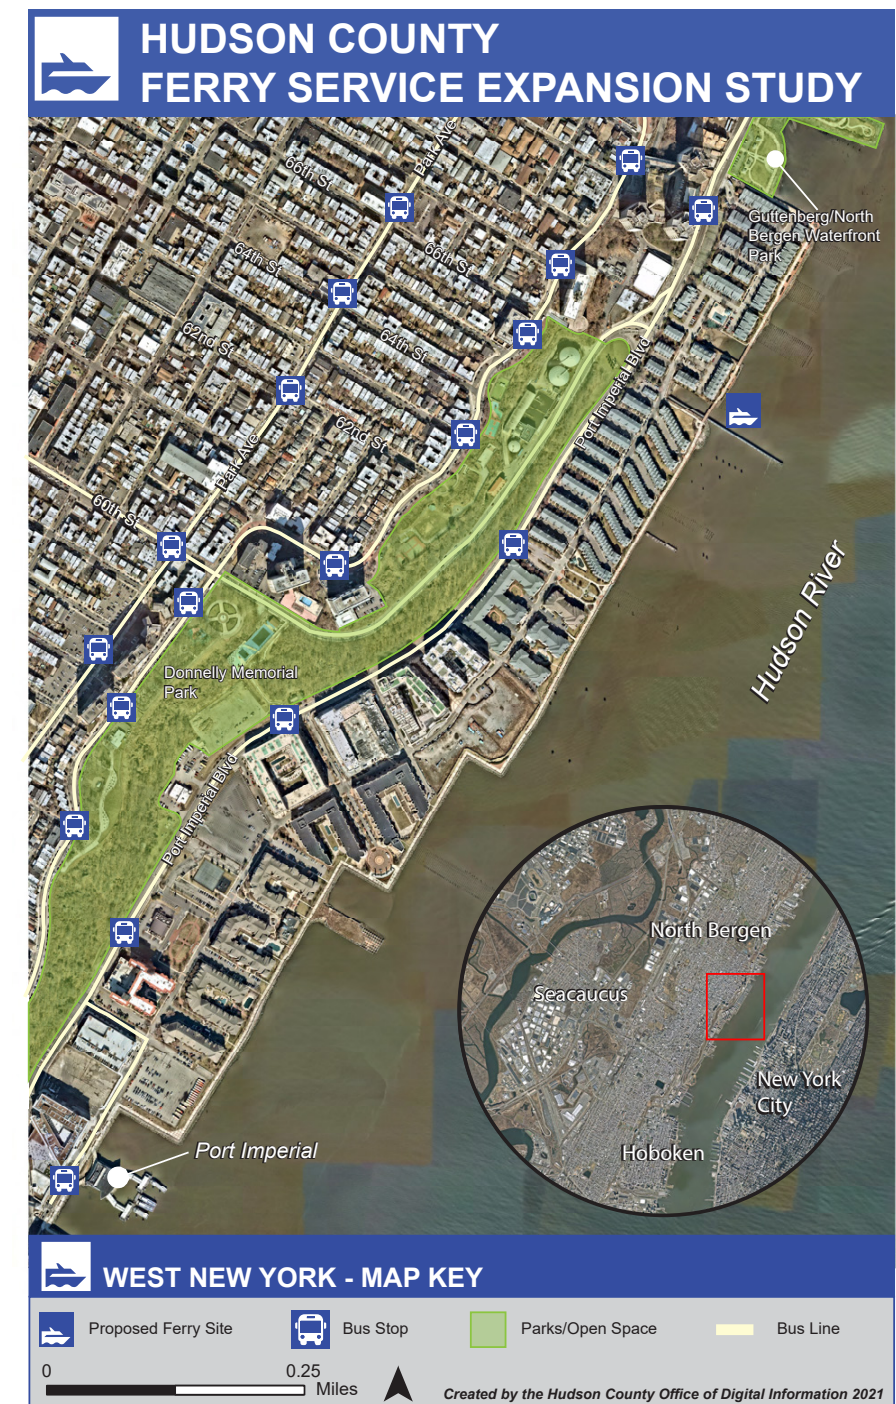 HUDSON COUNTY
FERRY SERVICE EXPANSION STUDY
Park Ave
66th St
Guttenberg/North
Bergen Waterfront
Park
64th St
66th St
62nd St
64th St
Port Imperial Blvd
62nd St
Park Ave
60th St
Hudson River
Donnelly Memorial
Park
Port Imperial Blvd
North Bergen
Seacaucus
New York
City
Hoboken
Port Imperial
WEST NEW YORK - MAP KEY
Proposed Ferry Site
Bus Stop
Parks/Open Space
Bus Line
0
0.25
Miles
Created by the Hudson County Office of Digital Information 2021